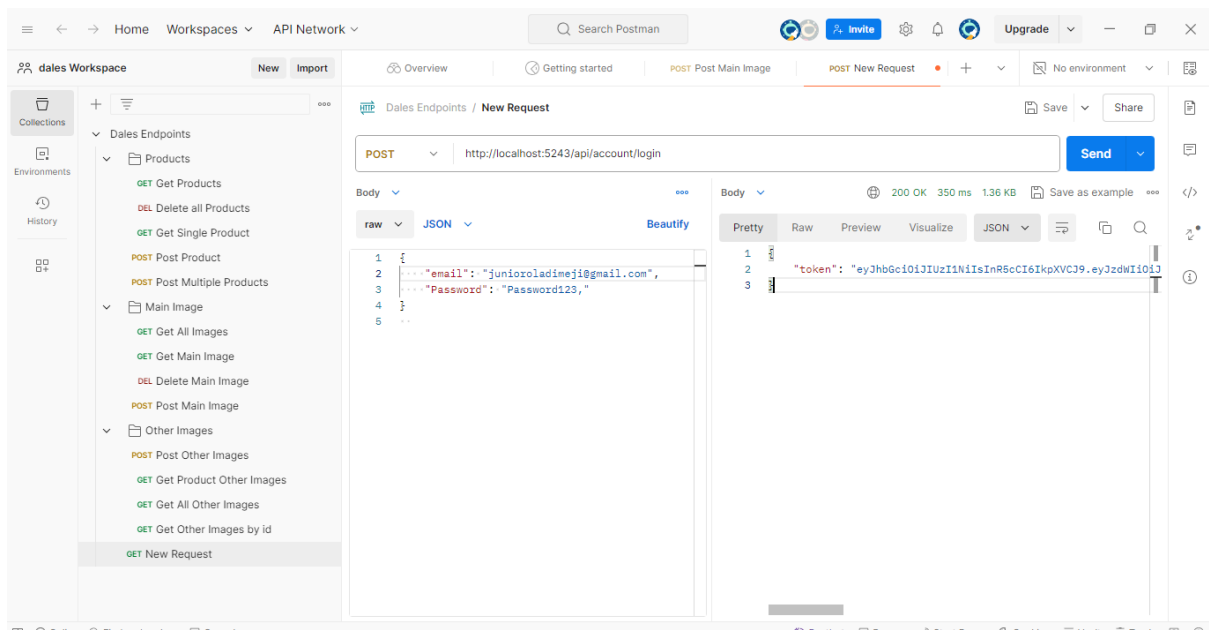 Home Workspaces API Network Search Postman Invite Upgrade
dales Workspace New Import Overview Getting started POST Post Main Image POST New Request No environment
Collections
Environments
History
Dales Endpoints
Products
GET Get Products
DEL Delete all Products
GET Get Single Product
POST Post Product
POST Post Multiple Products
Main Image
GET Get All Images
GET Get Main Image
DEL Delete Main Image
POST Post Main Image
Other Images
POST Post Other Images
GET Get Product Other Images
GET Get All Other Images
GET Get Other Images by id
GET New Request
HTTP Dales Endpoints / New Request Save Share
POST http://localhost:5243/api/account/login Send
Body
raw JSON Beautify
1 {
2 "email": "junioroladimeji@gmail.com",
3 "Password": "Password123,"
4 }
5
Body 200 OK 350 ms 1.36 KB Save as example
Pretty Raw Preview Visualize JSON
1 {
2 "token": "eyJhbGciOiJIUzI1NiIsInR5cCI6IkpXVCJ9.eyJzdWIiOiJ
3 }